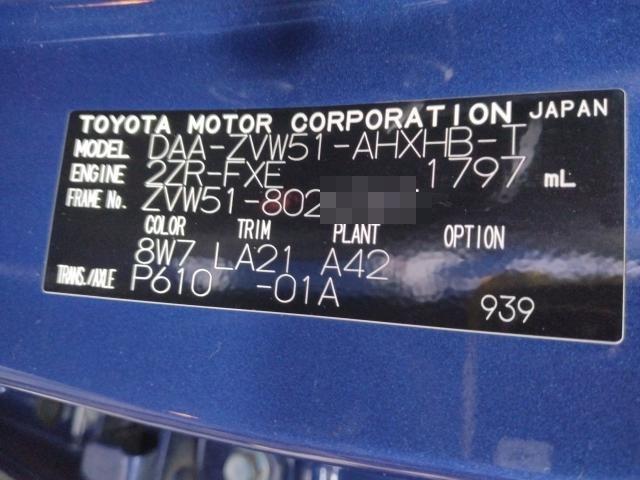 TOYOTA MOTOR CORPORATION JAPAN
MODEL DAA-ZVW51-AHXHB-T
ENGINE 2ZR-FXE 1797 mL
FRAME No. ZVW51-802
COLOR TRIM PLANT OPTION
8W7 LA21 A42
TRANS./AXLE P610 -01A
939